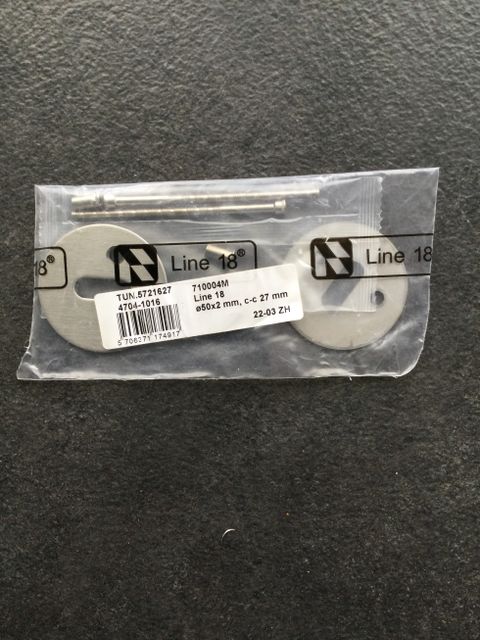 8®
Line 18®
Line 18
TUN.5721627
4704-1016
5 706271 174917
710004M
Line 18
ø50x2 mm, c-c 27 mm
22-03 ZH